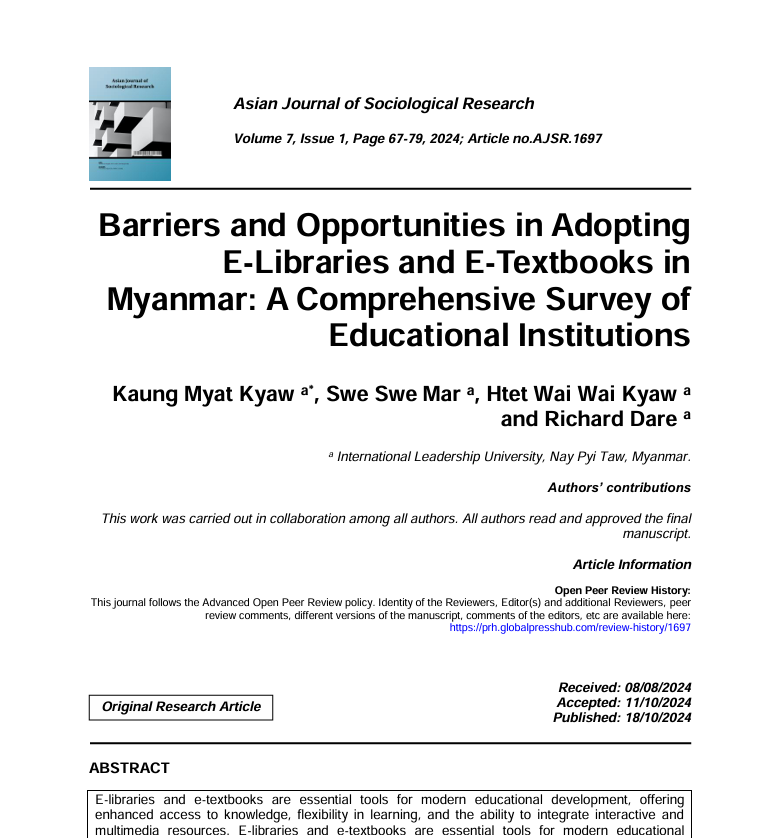 Asian Journal of
Sociological Research
Asian Journal of Sociological Research
Volume 7, Issue 1, Page 67-79, 2024; Article no.AJSR.1697
Barriers and Opportunities in Adopting
E-Libraries and E-Textbooks in
Myanmar: A Comprehensive Survey of
Educational Institutions
Kaung Myat Kyaw a*, Swe Swe Mar a, Htet Wai Wai Kyaw a
and Richard Dare a
a International Leadership University, Nay Pyi Taw, Myanmar.
Authors’ contributions
This work was carried out in collaboration among all authors. All authors read and approved the final
manuscript.
Article Information
Open Peer Review History:
This journal follows the Advanced Open Peer Review policy. Identity of the Reviewers, Editor(s) and additional Reviewers, peer
review comments, different versions of the manuscript, comments of the editors, etc are available here:
https://prh.globalpresshub.com/review-history/1697
Original Research Article
Received: 08/08/2024
Accepted: 11/10/2024
Published: 18/10/2024
ABSTRACT
E-libraries and e-textbooks are essential tools for modern educational development, offering
enhanced access to knowledge, flexibility in learning, and the ability to integrate interactive and
multimedia resources. E-libraries and e-textbooks are essential tools for modern educational